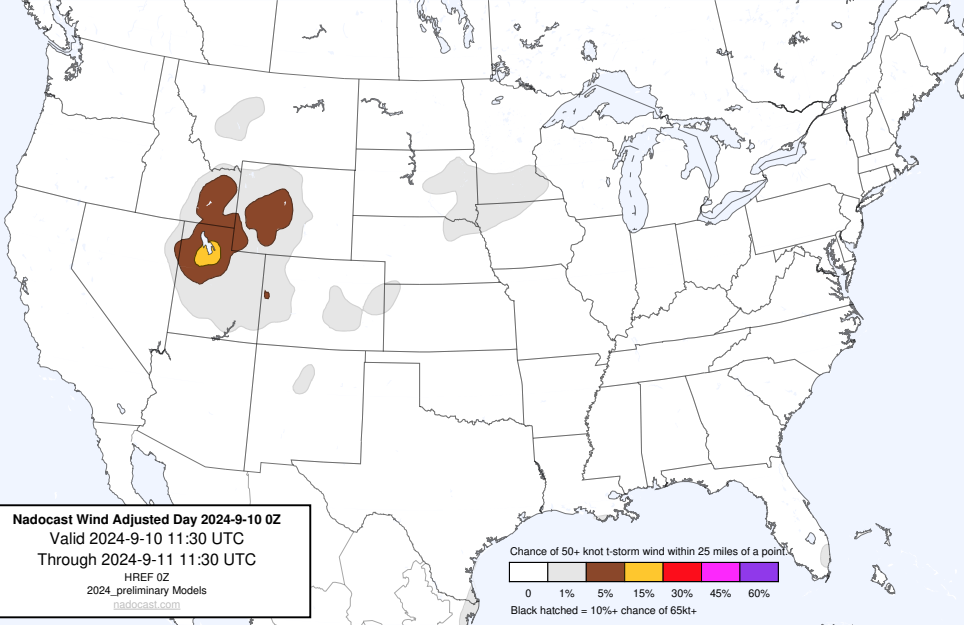 Nadocast Wind Adjusted Day 2024-9-10 0Z
Valid 2024-9-10 11:30 UTC
Through 2024-9-11 11:30 UTC
HREF 0Z
2024_preliminary Models
nadocast.com
Chance of 50+ knot t-storm wind within 25 miles of a point.
0 1% 5% 15% 30% 45% 60%
Black hatched = 10%+ chance of 65kt+